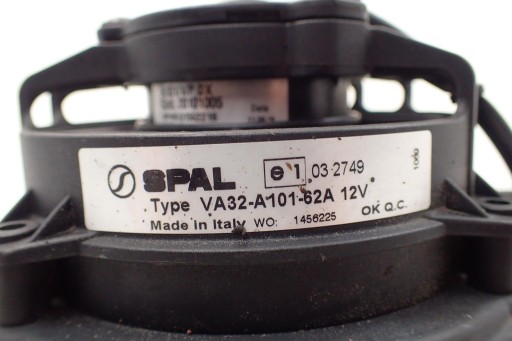 SPAL e1 03-2749
Type VA32-A101-62A 12V
Made in Italy WO: 1456225 OK Q.C.